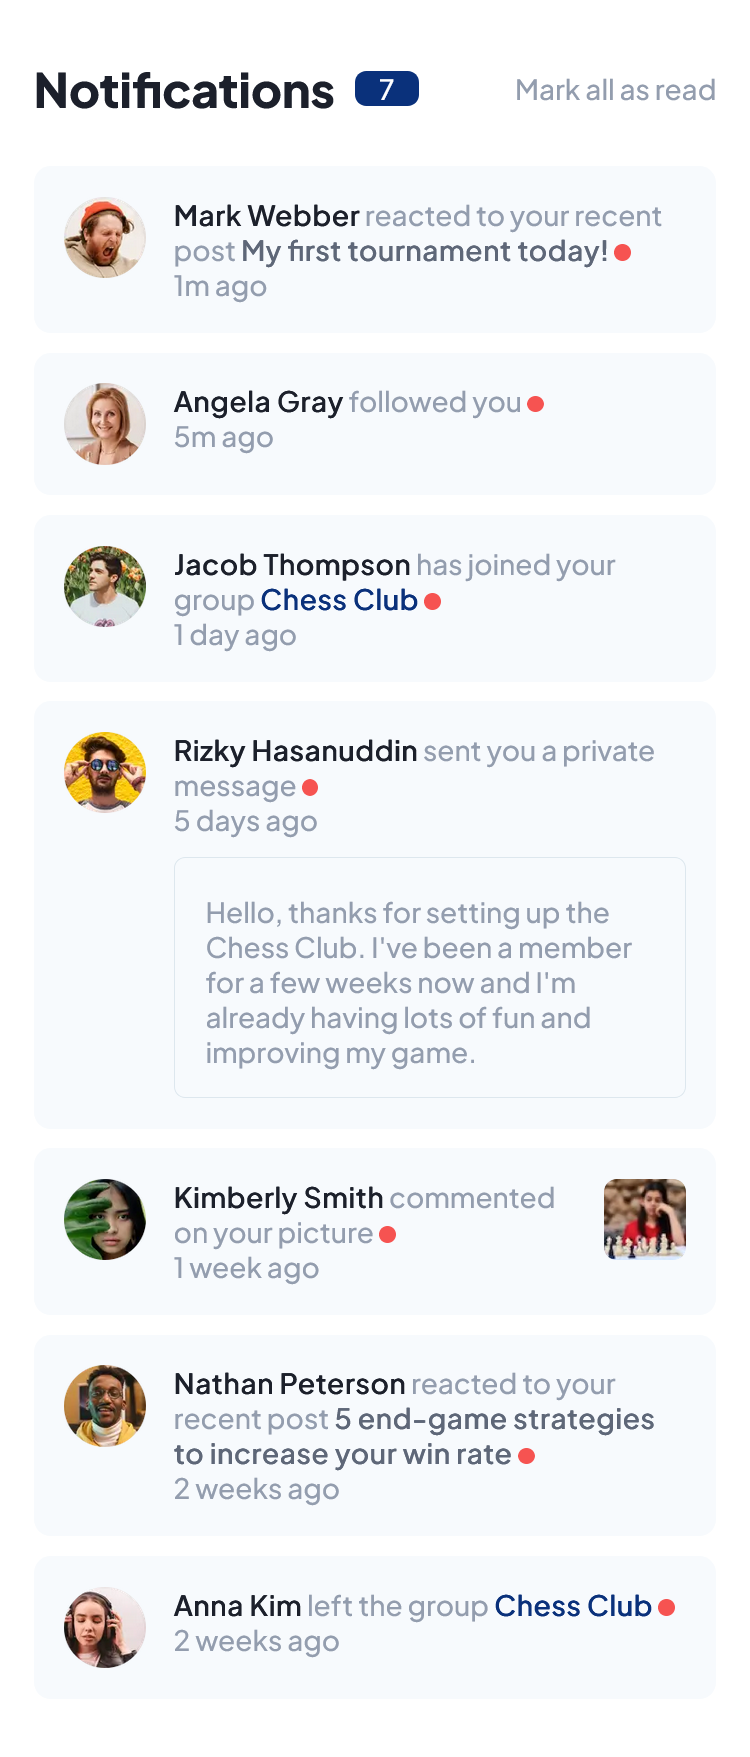 Notifications 7 Mark all as read
Mark Webber reacted to your recent
post My first tournament today!
1m ago
Angela Gray followed you
5m ago
Jacob Thompson has joined your
group Chess Club
1 day ago
Rizky Hasanuddin sent you a private
message
5 days ago
Hello, thanks for setting up the
Chess Club. I've been a member
for a few weeks now and I'm
already having lots of fun and
improving my game.
Kimberly Smith commented
on your picture
1 week ago
Nathan Peterson reacted to your
recent post 5 end-game strategies
to increase your win rate
2 weeks ago
Anna Kim left the group Chess Club
2 weeks ago